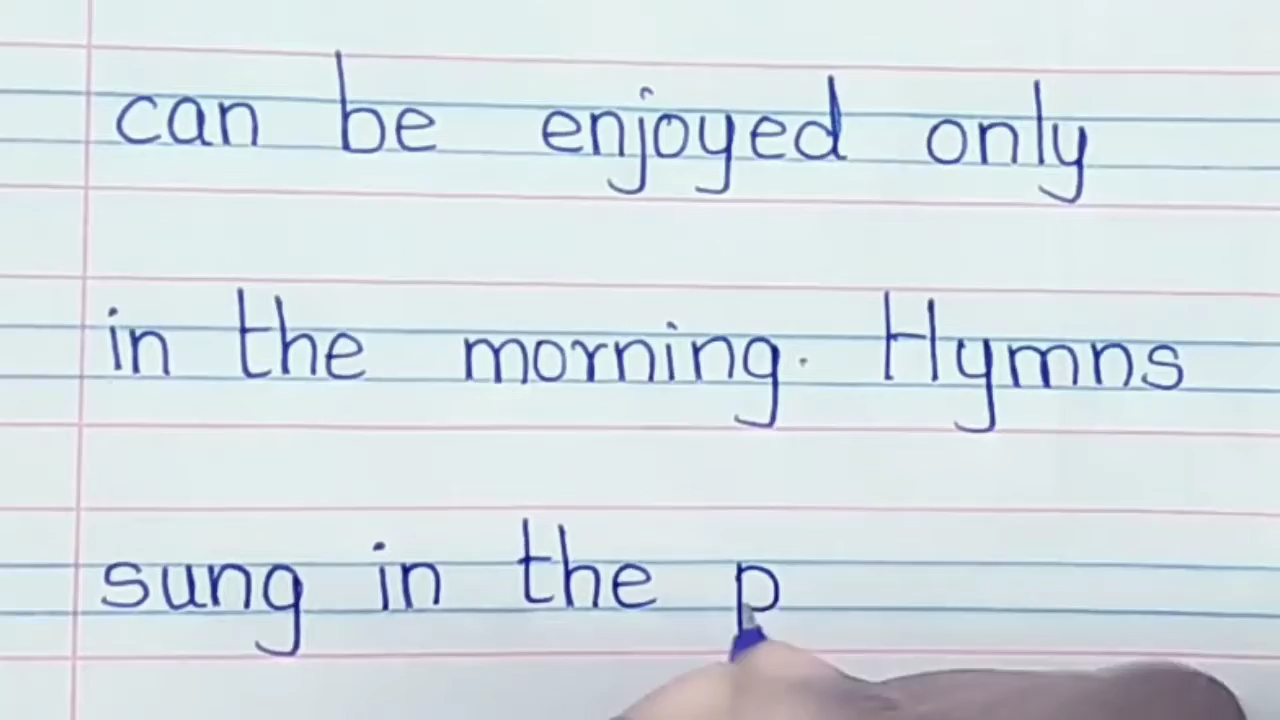 can be enjoyed only
in the morning. Hymns
sung in the p